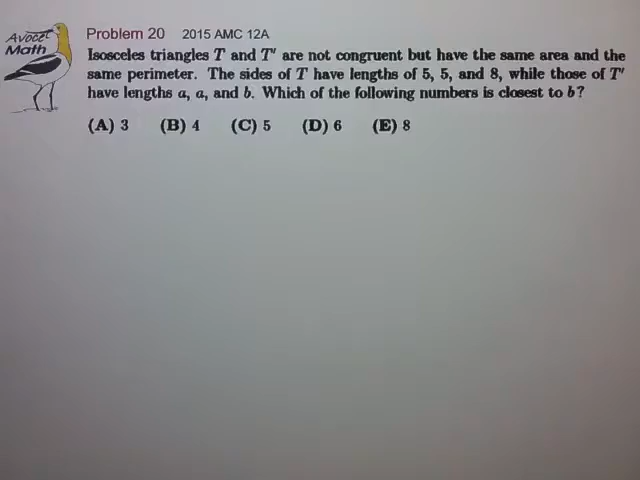 Avocet
Math
Problem 20 2015 AMC 12A
Isosceles triangles T and T′ are not congruent but have the same area and the
same perimeter. The sides of T have lengths of 5, 5, and 8, while those of T′
have lengths a, a, and b. Which of the following numbers is closest to b?
(A) 3 (B) 4 (C) 5 (D) 6 (E) 8